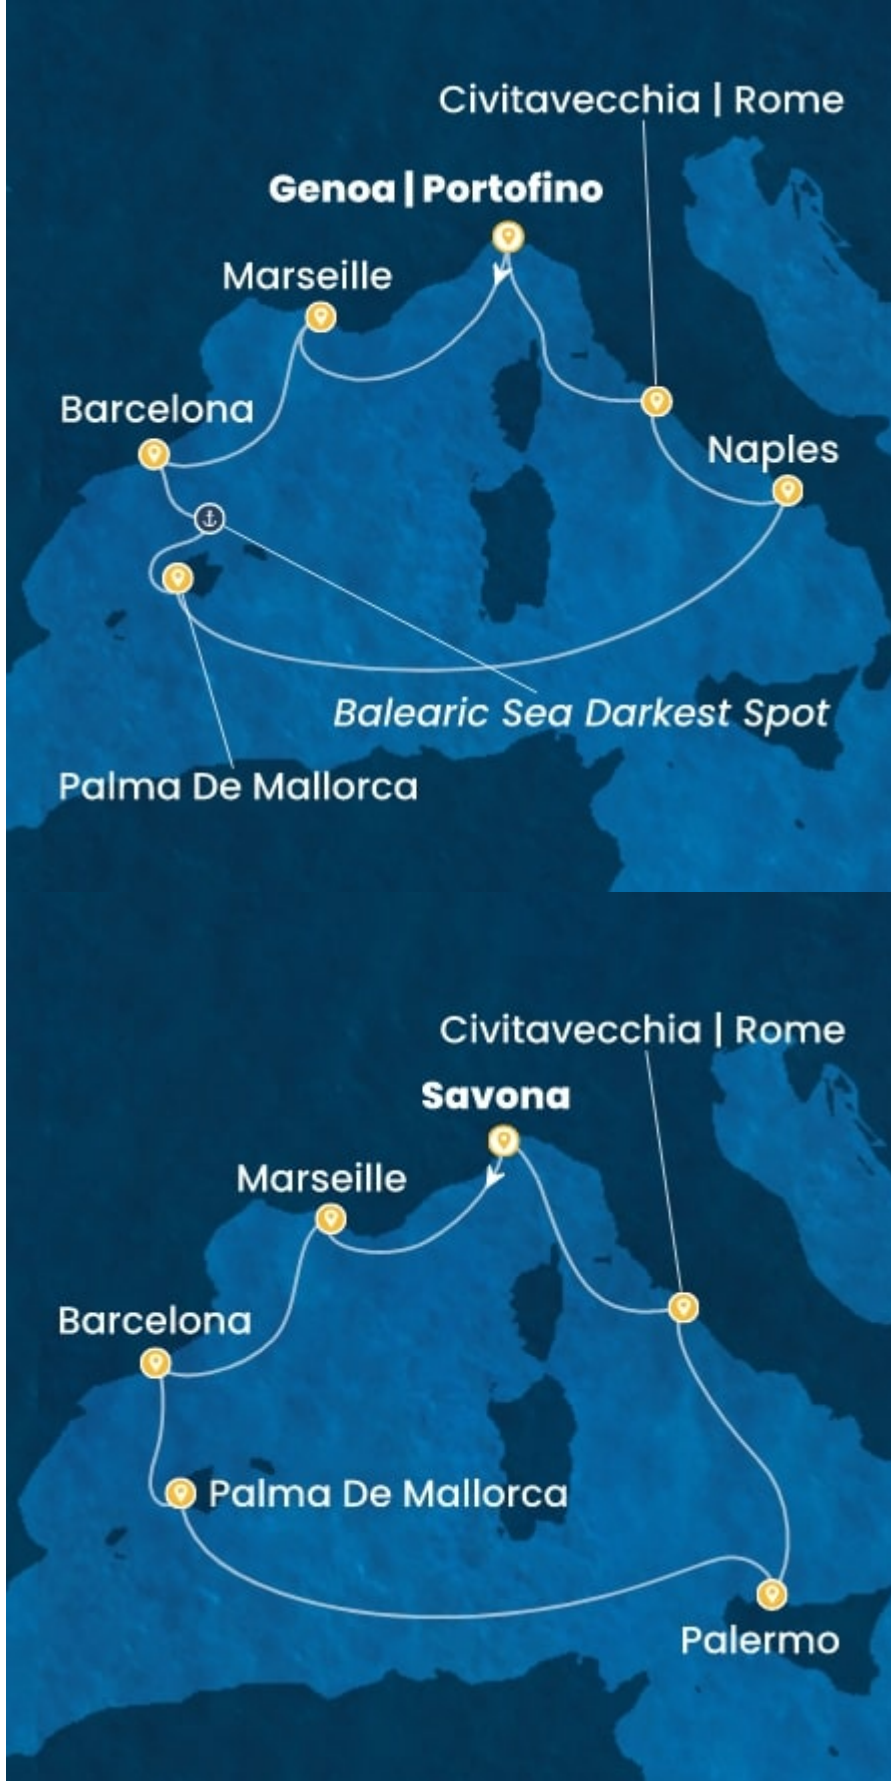 Civitavecchia | Rome
Genoa | Portofino
Marseille
Barcelona
Naples
Balearic Sea Darkest Spot
Palma De Mallorca
Civitavecchia | Rome
Savona
Marseille
Barcelona
Palma De Mallorca
Palermo